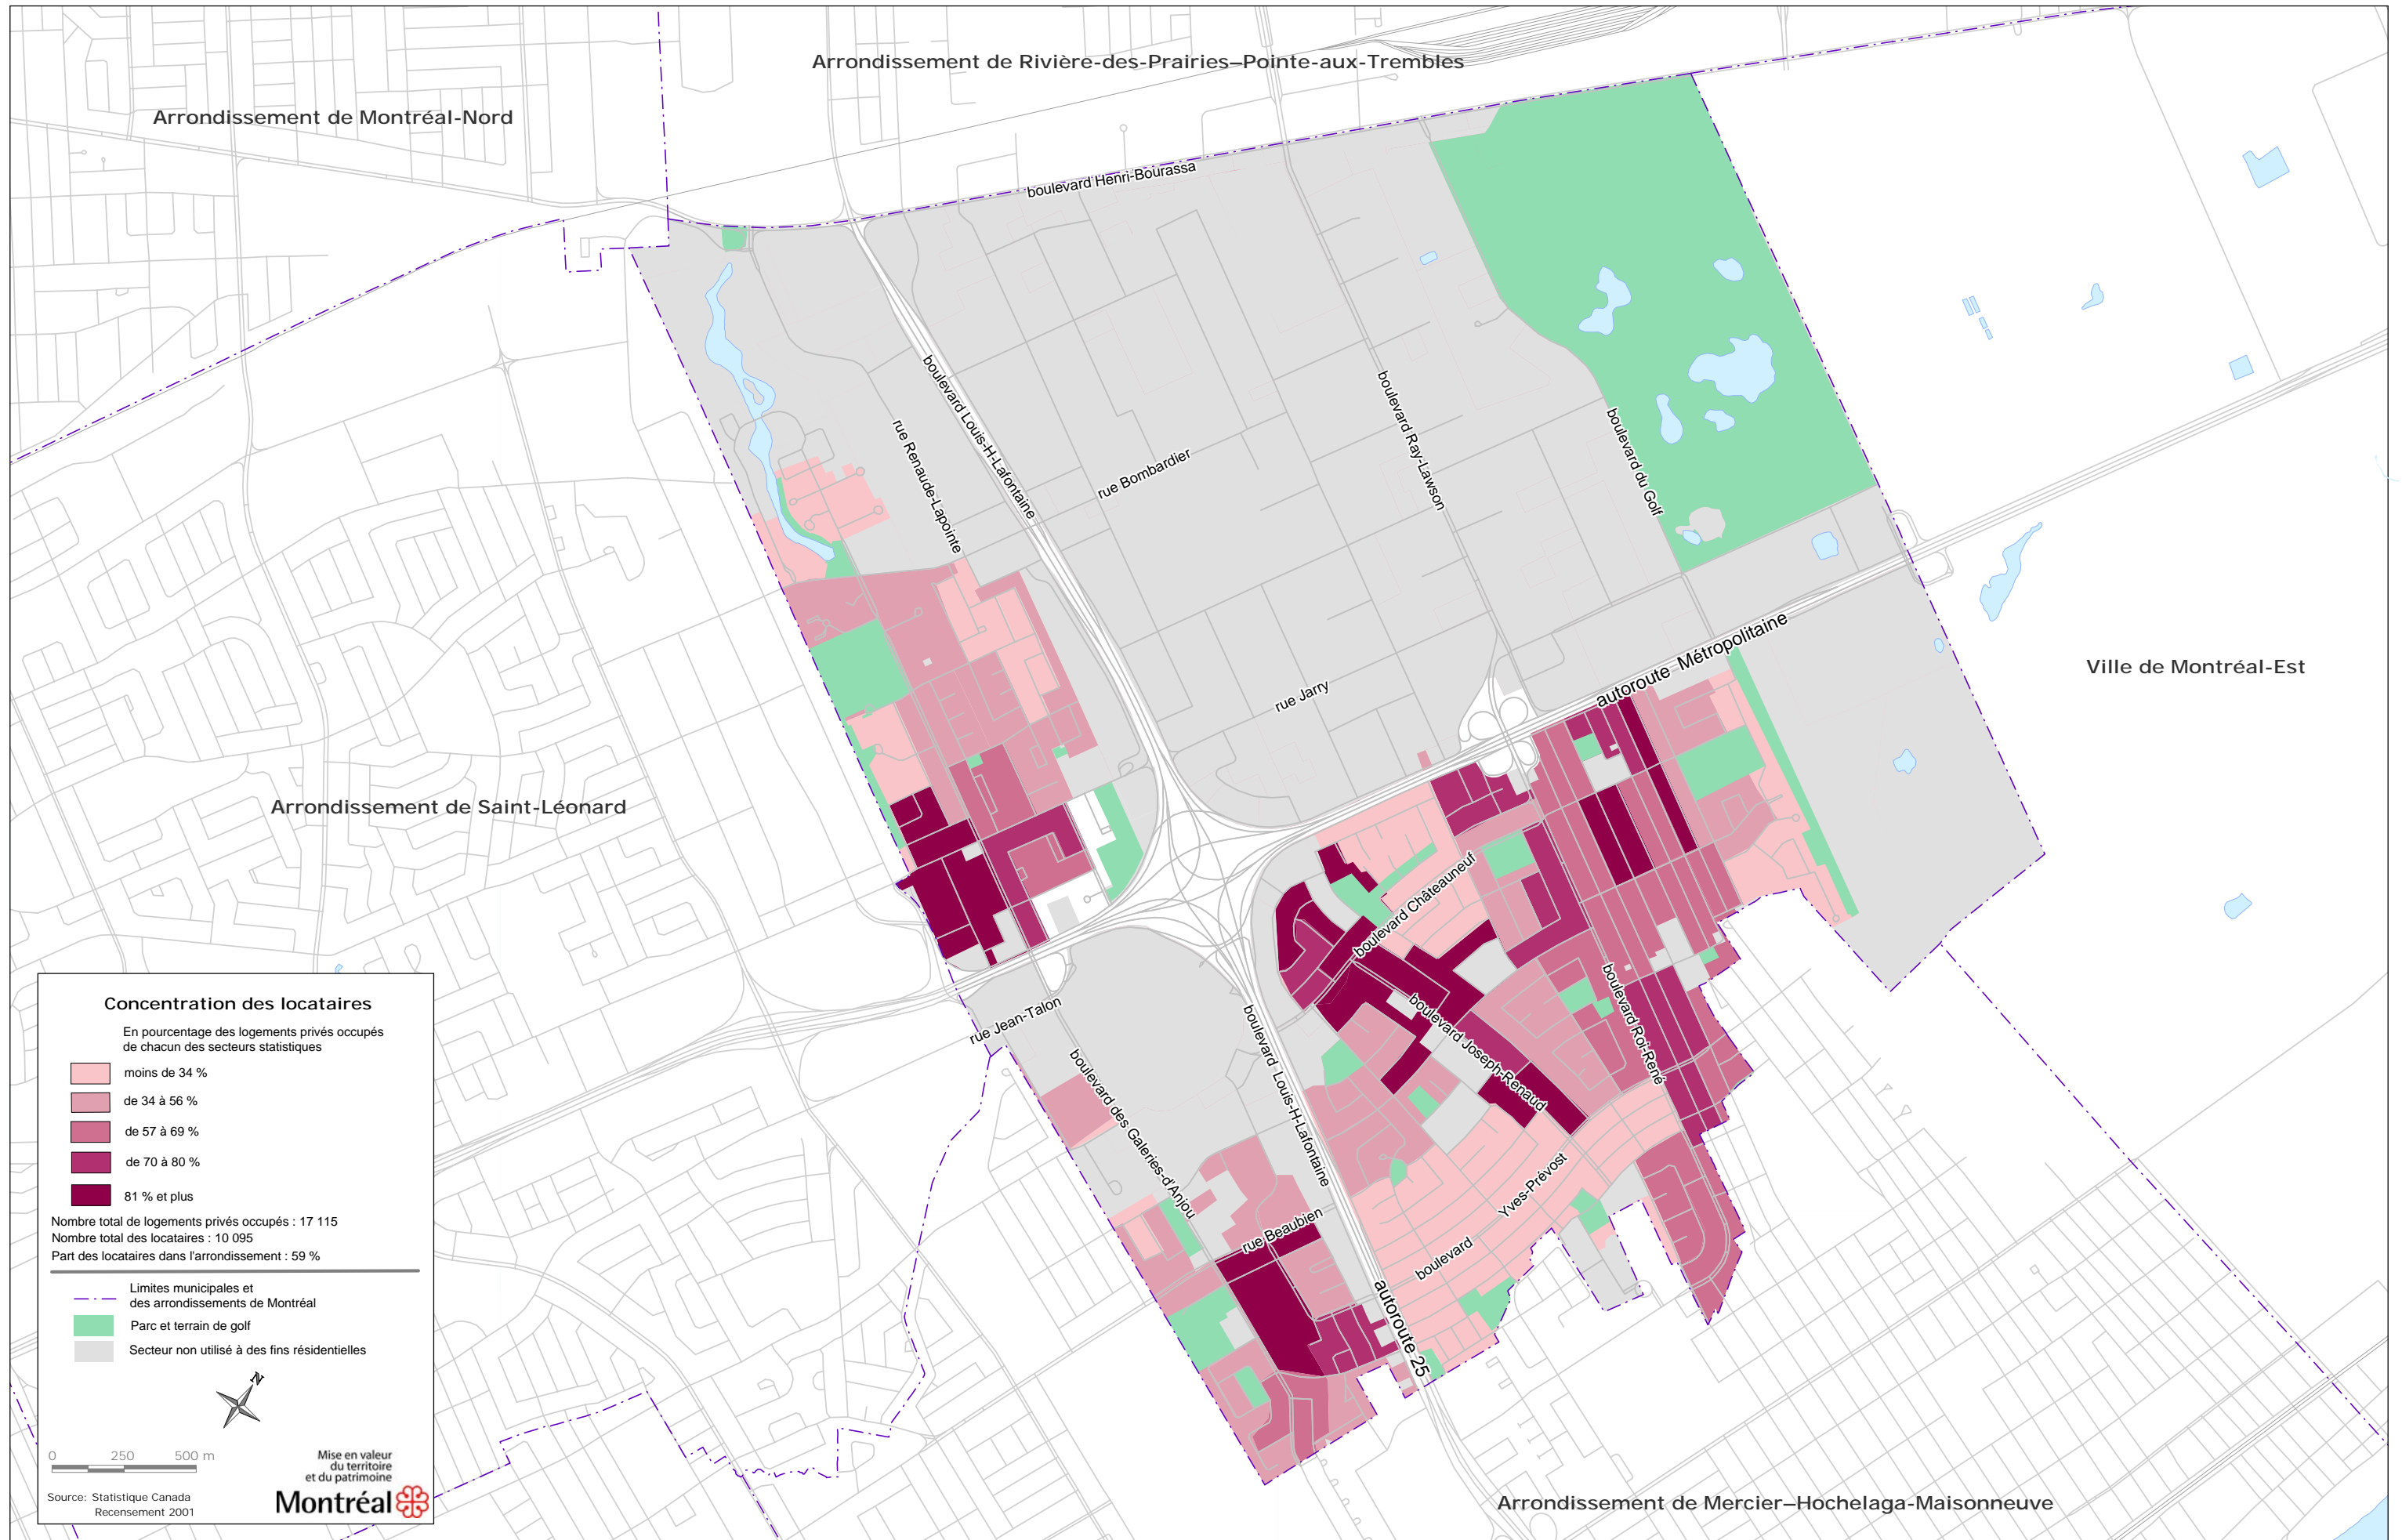 Arrondissement de Rivière-des-Prairies–Pointe-aux-Trembles
Arrondissement de Montréal-Nord
boulevard Henri-Bourassa
boulevard Louis-H-Lafontaine
rue Renaude-Lapointe
rue Bombardier
boulevard Ray-Lawson
boulevard du Golf
autoroute Métropolitaine
rue Jarry
Ville de Montréal-Est
Arrondissement de Saint-Léonard
boulevard Châteauneuf
boulevard Joseph-Renaud
boulevard Roi-René
rue Jean-Talon
boulevard des Galeries-d'Anjou
boulevard Louis-H-Lafontaine
rue Beaubien
boulevard
Yves-Prévost
autoroute 25
Arrondissement de Mercier–Hochelaga-Maisonneuve
Concentration des locataires
En pourcentage des logements privés occupés
de chacun des secteurs statistiques
moins de 34 %
de 34 à 56 %
de 57 à 69 %
de 70 à 80 %
81 % et plus
Nombre total de logements privés occupés : 17 115
Nombre total des locataires : 10 095
Part des locataires dans l'arrondissement : 59 %
Limites municipales et
des arrondissements de Montréal
Parc et terrain de golf
Secteur non utilisé à des fins résidentielles
N
0 250 500 m
Mise en valeur
du territoire
et du patrimoine
Montréal
Source: Statistique Canada
Recensement 2001